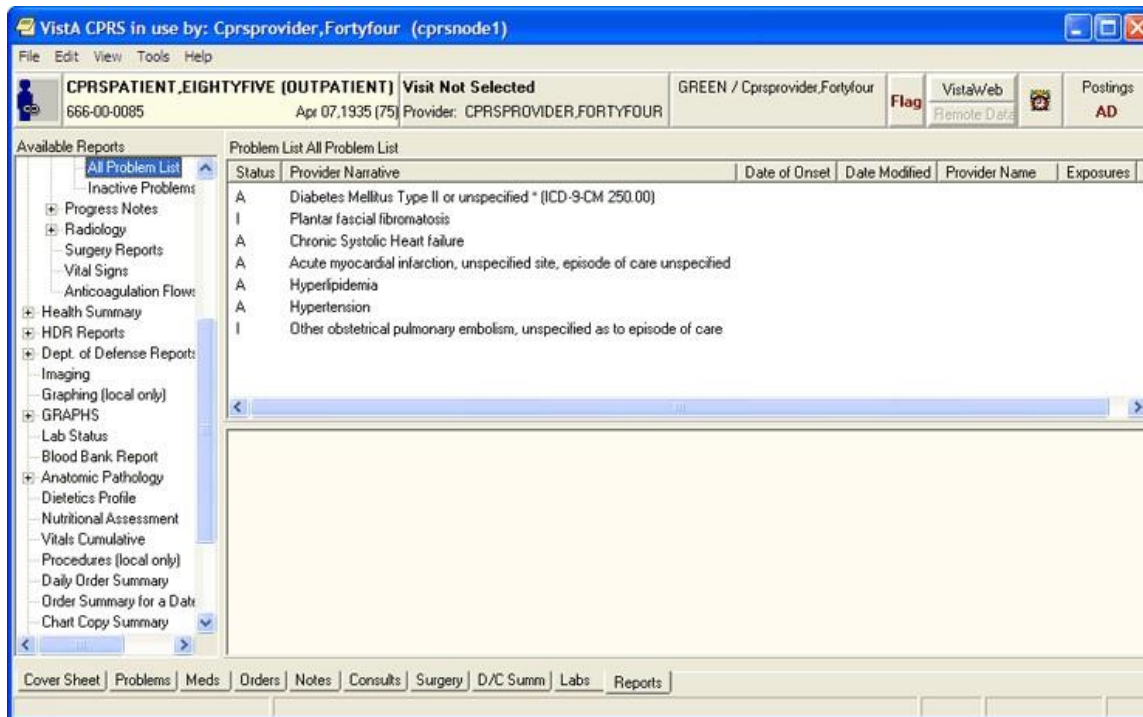 VistA CPRS in use by: Cprsprovider,Fortyfour (cprsnode1)
File Edit View Tools Help
CPRSPATIENT,EIGHTYFIVE (OUTPATIENT) Visit Not Selected GREEN / Cprsprovider,Fortyfour Flag VistaWeb Postings
666-00-0085 Apr 07,1935 (75) Provider: CPRSPROVIDER,FORTYFOUR Remote Data AD
Available Reports
All Problem List
Inactive Problems
Progress Notes
Radiology
Surgery Reports
Vital Signs
Anticoagulation Flows
Health Summary
HDR Reports
Dept. of Defense Reports
Imaging
Graphing (local only)
GRAPHS
Lab Status
Blood Bank Report
Anatomic Pathology
Dietetics Profile
Nutritional Assessment
Vitals Cumulative
Procedures (local only)
Daily Order Summary
Order Summary for a Date
Chart Copy Summary
Problem List All Problem List
Status Provider Narrative Date of Onset Date Modified Provider Name Exposures
A Diabetes Mellitus Type II or unspecified * (ICD-9-CM 250.00)
I Plantar fascial fibromatosis
A Chronic Systolic Heart failure
A Acute myocardial infarction, unspecified site, episode of care unspecified
A Hyperlipidemia
A Hypertension
I Other obstetrical pulmonary embolism, unspecified as to episode of care
Cover Sheet Problems Meds Orders Notes Consults Surgery D/C Summ Labs Reports